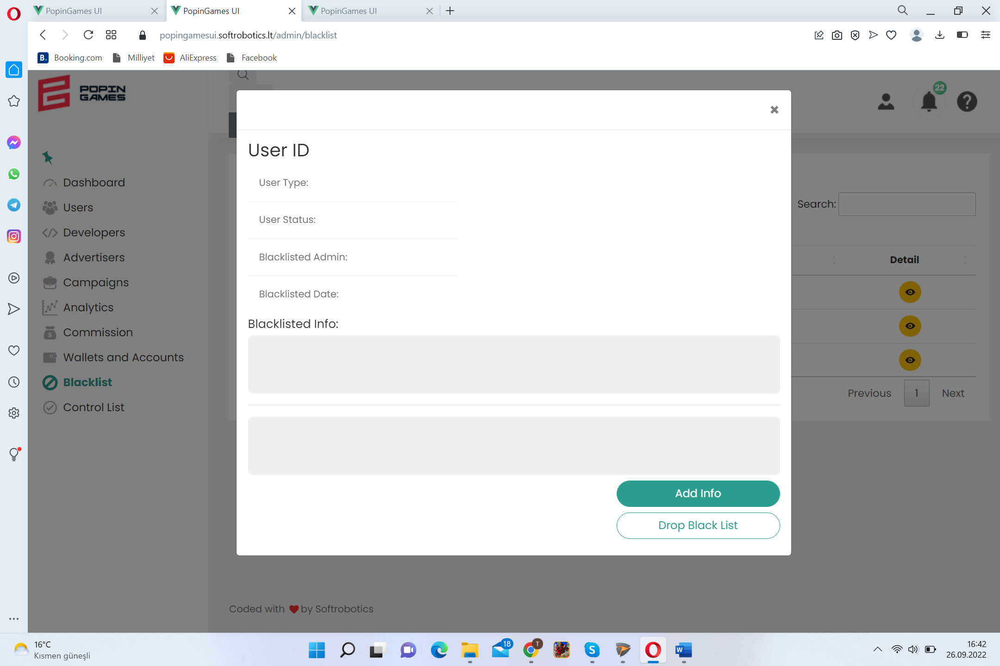 PopinGames UI
PopinGames UI
PopinGames UI
popingamesui.softrobotics.lt/admin/blacklist
Booking.com
Milliyet
AliExpress
Facebook
POPIN
GAMES
22
User ID
User Type:
User Status:
Blacklisted Admin:
Blacklisted Date:
Blacklisted Info:
Add Info
Drop Black List
Dashboard
Users
Developers
Advertisers
Campaigns
Analytics
Commission
Wallets and Accounts
Blacklist
Control List
Search:
Detail
Previous 1 Next
Coded with by Softrobotics
16°C
Kısmen güneşli
18
T
16:42
26.09.2022